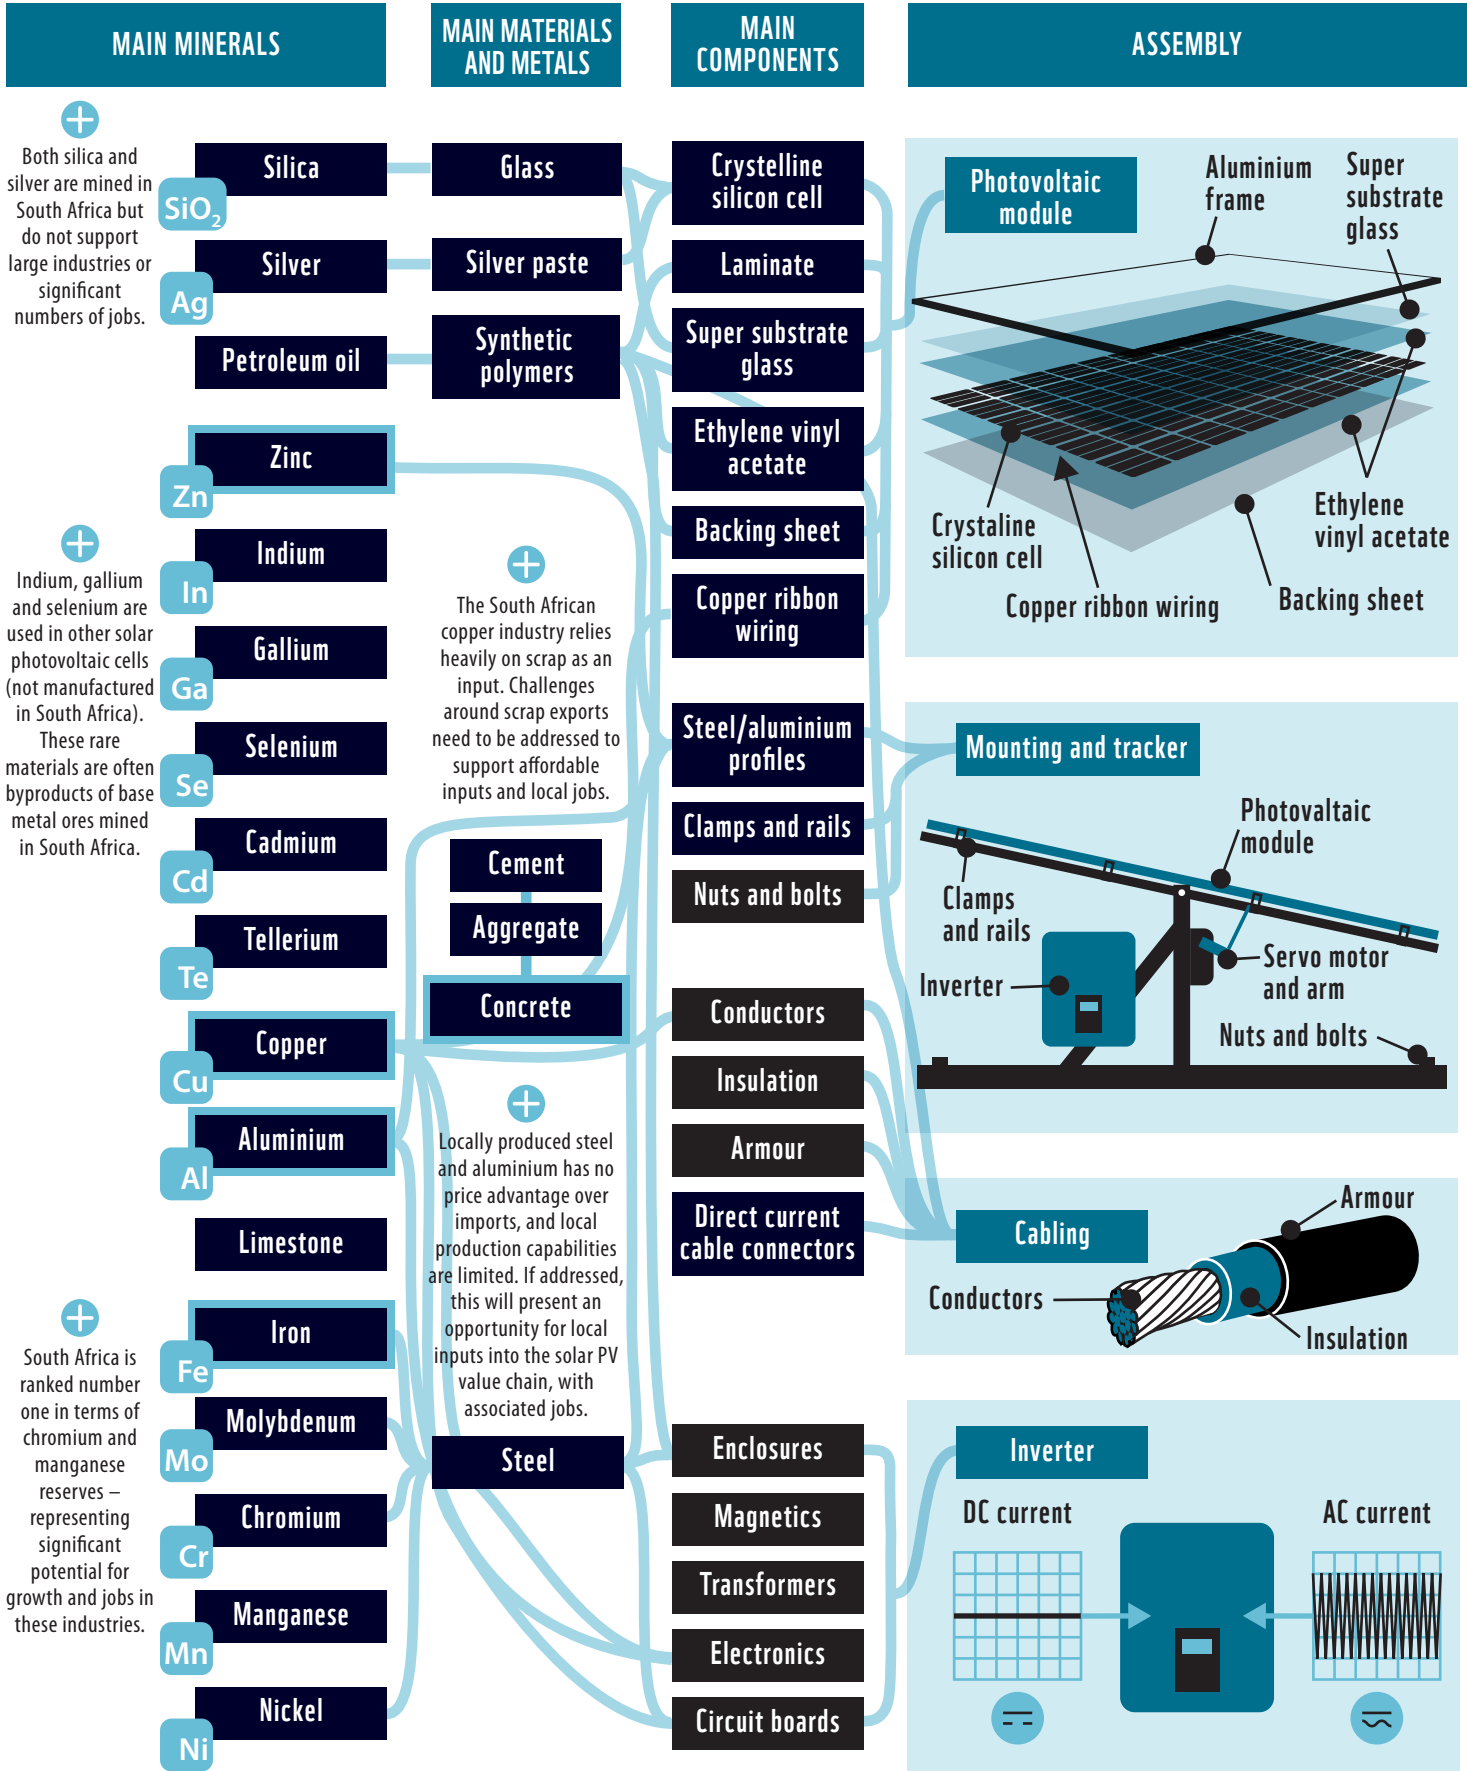 MAIN MINERALS
MAIN MATERIALS
AND METALS
MAIN
COMPONENTS
ASSEMBLY
Both silica and
silver are mined in
South Africa but
do not support
large industries or
significant
numbers of jobs.
Silica
SiO2
Silver
Ag
Petroleum oil
Zinc
Zn
Indium, gallium
and selenium are
used in other solar
photovoltaic cells
(not manufactured
in South Africa).
These rare
materials are often
byproducts of base
metal ores mined
in South Africa.
Indium
In
Gallium
Ga
Selenium
Se
Cadmium
Cd
Tellerium
Te
Copper
Cu
Aluminium
Al
Limestone
South Africa is
ranked number
one in terms of
chromium and
manganese
reserves –
representing
significant
potential for
growth and jobs in
these industries.
Iron
Fe
Molybdenum
Mo
Chromium
Cr
Manganese
Mn
Nickel
Ni
Glass
Silver paste
Synthetic
polymers
The South African
copper industry relies
heavily on scrap as an
input. Challenges
around scrap exports
need to be addressed to
support affordable
inputs and local jobs.
Cement
Aggregate
Concrete
Locally produced steel
and aluminium has no
price advantage over
imports, and local
production capabilities
are limited. If addressed,
this will present an
opportunity for local
inputs into the solar PV
value chain, with
associated jobs.
Steel
Crystelline
silicon cell
Laminate
Super substrate
glass
Ethylene vinyl
acetate
Backing sheet
Copper ribbon
wiring
Steel/aluminium
profiles
Clamps and rails
Nuts and bolts
Conductors
Insulation
Armour
Direct current
cable connectors
Enclosures
Magnetics
Transformers
Electronics
Circuit boards
Photovoltaic
module
Aluminium
frame
Super
substrate
glass
Crystaline
silicon cell
Copper ribbon wiring
Ethylene
vinyl acetate
Backing sheet
Mounting and tracker
Photovaltaic
module
Clamps
and rails
Inverter
Servo motor
and arm
Nuts and bolts
Cabling
Armour
Conductors
Insulation
Inverter
DC current
AC current